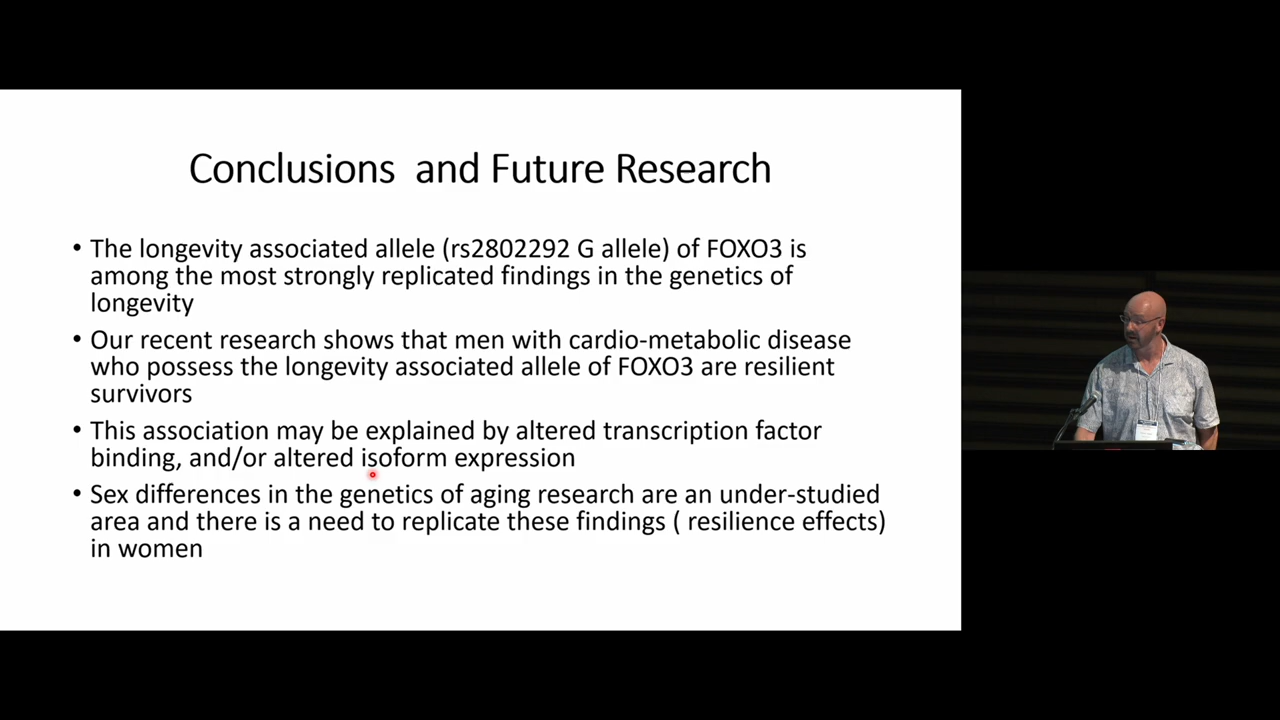 Conclusions  and Future Research
• The longevity associated allele (rs2802292 G allele) of FOXO3 is
among the most strongly replicated findings in the genetics of
longevity
• Our recent research shows that men with cardio-metabolic disease
who possess the longevity associated allele of FOXO3 are resilient
survivors
• This association may be explained by altered transcription factor
binding, and/or altered isoform expression
• Sex differences in the genetics of aging research are an under-studied
area and there is a need to replicate these findings ( resilience effects)
in women